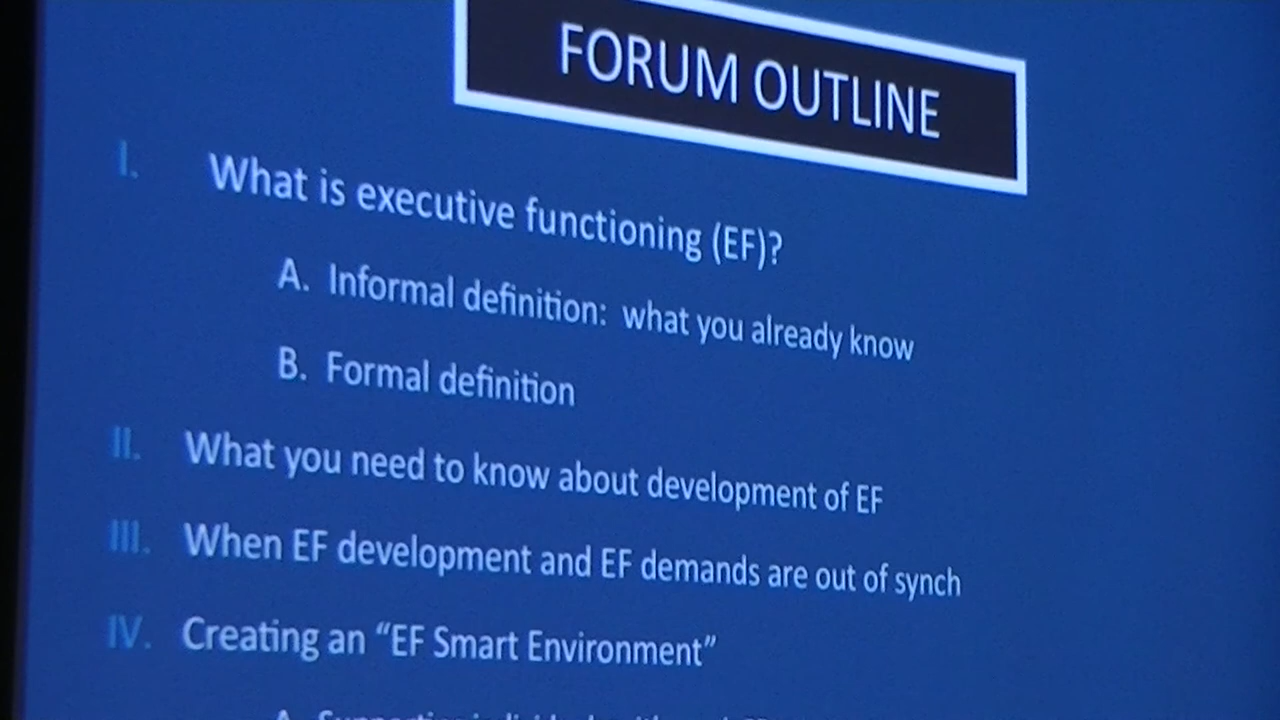 FORUM OUTLINE
I. What is executive functioning (EF)?
A. Informal definition: what you already know
B. Formal definition
II. What you need to know about development of EF
III. When EF development and EF demands are out of synch
IV. Creating an “EF Smart Environment”
A.